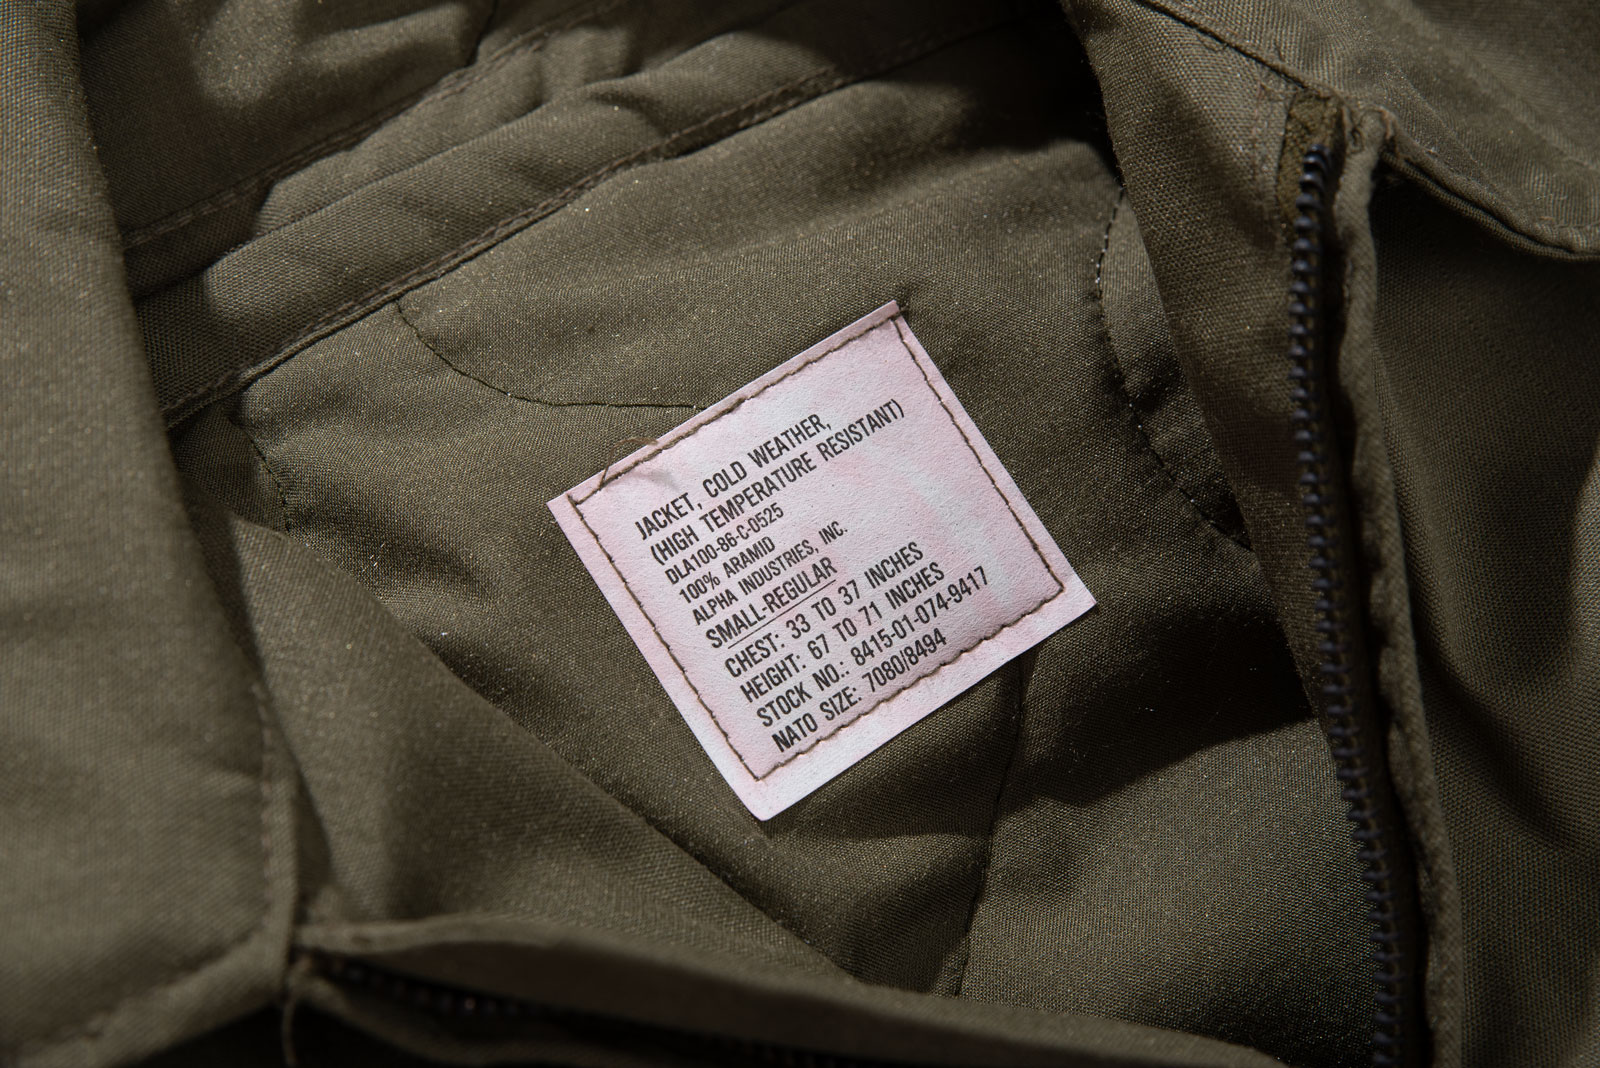 JACKET, COLD WEATHER,
(HIGH TEMPERATURE RESISTANT)
DLA100-86-C-0525
100% ARAMID
ALPHA INDUSTRIES, INC.
SMALL-REGULAR
CHEST: 33 TO 37 INCHES
HEIGHT: 67 TO 71 INCHES
STOCK NO.: 8415-01-074-9417
NATO SIZE: 7080/8494